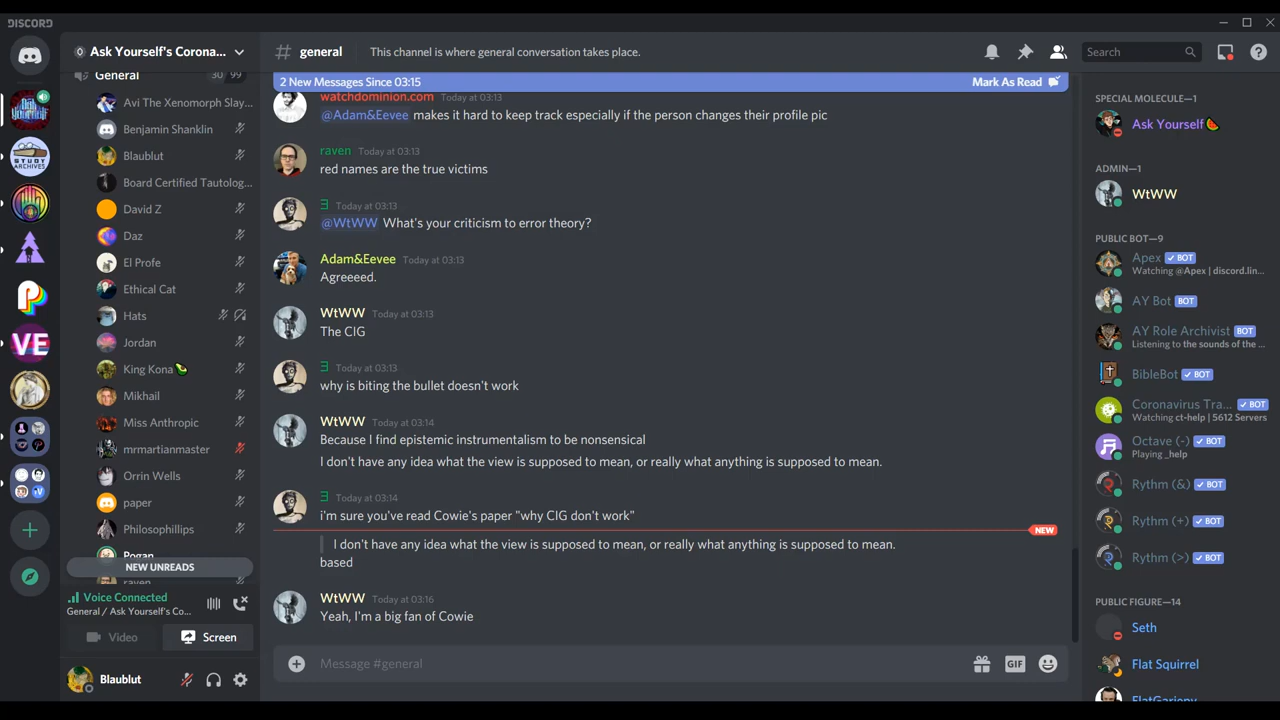 DISCORD
Ask Yourself's Corona...
general
This channel is where general conversation takes place.
Search
General
30 99
Avi The Xenomorph Slay...
Benjamin Shanklin
Blaublut
Board Certified Tautolog...
David Z
Daz
El Profe
Ethical Cat
Hats
Jordan
King Kona
Mikhail
Miss Anthropic
mrmartianmaster
Orrin Wells
paper
Philosophillips
Pogan
raven
NEW UNREADS
Voice Connected
General / Ask Yourself's Co...
Video
Screen
Blaublut
STUDY
ARCHIVES
VE
2 New Messages Since 03:15
Mark As Read
watchdominion.com Today at 03:13
@Adam&Eevee makes it hard to keep track especially if the person changes their profile pic
raven Today at 03:13
red names are the true victims
Ǝ Today at 03:13
@WtWW What's your criticism to error theory?
Adam&Eevee Today at 03:13
Agreeeed.
WtWW Today at 03:13
The CIG
Ǝ Today at 03:13
why is biting the bullet doesn't work
WtWW Today at 03:14
Because I find epistemic instrumentalism to be nonsensical
I don't have any idea what the view is supposed to mean, or really what anything is supposed to mean.
Ǝ Today at 03:14
i'm sure you've read Cowie's paper "why CIG don't work"
NEW
I don't have any idea what the view is supposed to mean, or really what anything is supposed to mean.
based
WtWW Today at 03:16
Yeah, I'm a big fan of Cowie
Message #general
GIF
SPECIAL MOLECULE—1
Ask Yourself
ADMIN—1
WtWW
PUBLIC BOT—9
Apex BOT
Watching @Apex | discord.lin...
AY Bot BOT
AY Role Archivist BOT
Listening to the sounds of the ...
BibleBot BOT
Coronavirus Tra... BOT
Watching ct-help | 5612 Servers
Octave (-) BOT
Playing _help
Rythm (&) BOT
Rythm (+) BOT
Rythm (>) BOT
PUBLIC FIGURE—14
Seth
Flat Squirrel